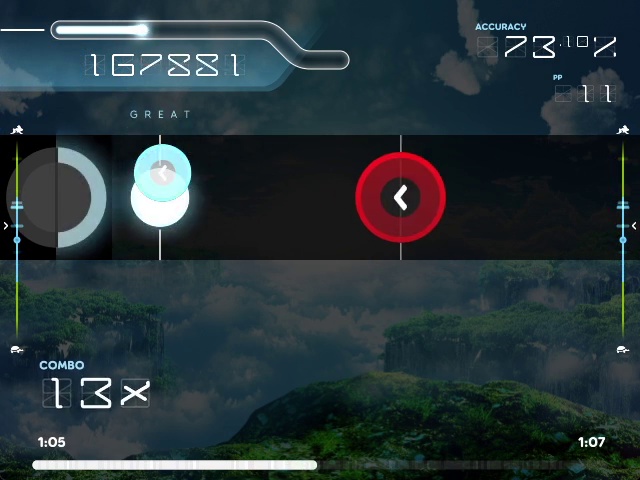 ACCURACY
73.10%
167881
PP
11
GREAT
COMBO
13x
1:05
1:07